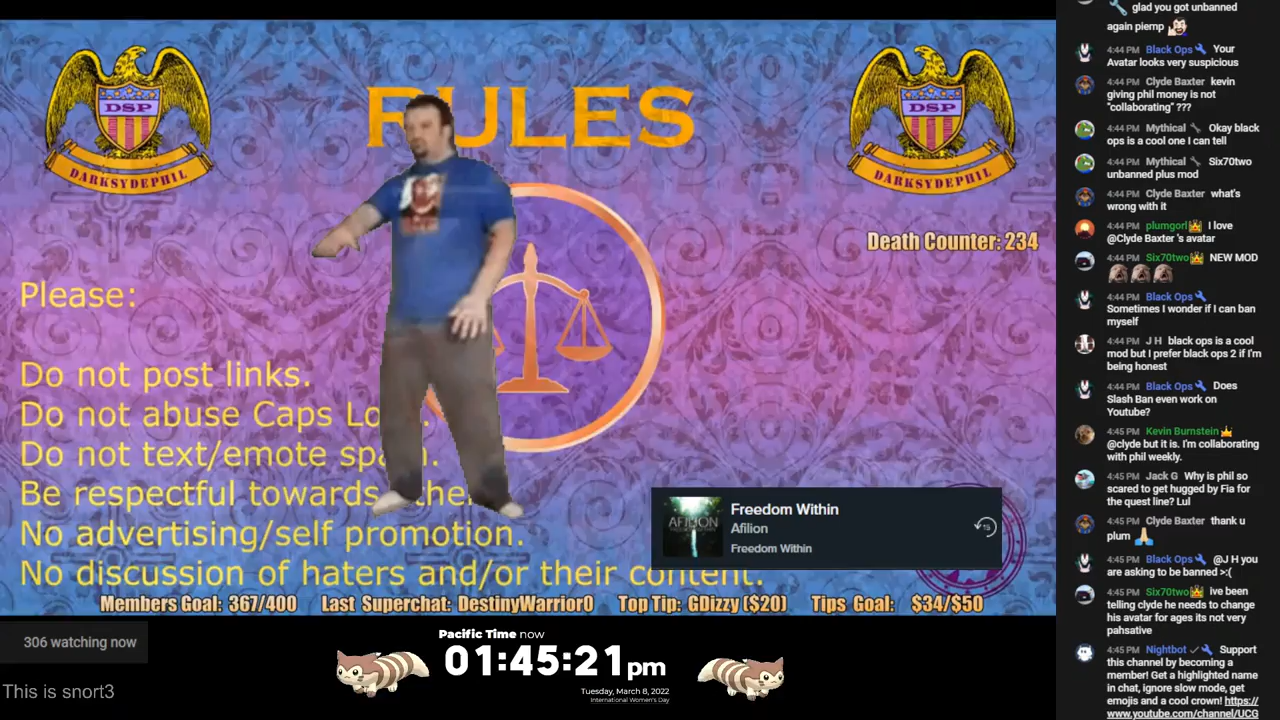 DSP
DARKSYDEPHIL
RULES
DSP
DARKSYDEPHIL
Death Counter: 234
Please:
Do not post links.
Do not abuse Caps Lo
Do not text/emote spa
Be respectful towards
No advertising/self promotion.
No discussion of haters and/or their content.
AFILION
Freedom Within
Afilion
Freedom Within
15
Members Goal: 367/400 Last Superchat: DestinyWarrior0 Top Tip: GDizzy ($20) Tips Goal: $34/$50
306 watching now
This is snort3
Pacific Time now
01:45:21pm
Tuesday, March 8, 2022
International Women's Day
glad you got unbanned
again piemp
4:44 PM Black Ops Your
Avatar looks very suspicious
4:44 PM Clyde Baxter kevin
giving phil money is not
"collaborating" ???
4:44 PM Mythical Okay black
ops is a cool one I can tell
4:44 PM Mythical Six70two
unbanned plus mod
4:44 PM Clyde Baxter what's
wrong with it
4:44 PM plumgorl I love
@Clyde Baxter 's avatar
4:44 PM Six70two NEW MOD
4:44 PM Black Ops
Sometimes I wonder if I can ban
myself
4:44 PM J H black ops is a cool
mod but I prefer black ops 2 if I'm
being honest
4:44 PM Black Ops Does
Slash Ban even work on
Youtube?
4:45 PM Kevin Burnstein
@clyde but it is. I'm collaborating
with phil weekly.
4:45 PM Jack G Why is phil so
scared to get hugged by Fia for
the quest line? Lul
4:45 PM Clyde Baxter thank u
plum
4:45 PM Black Ops @J H you
are asking to be banned >:(
4:45 PM Six70two ive been
telling clyde he needs to change
his avatar for ages its not very
pahsative
4:45 PM Nightbot Support
this channel by becoming a
member! Get a highlighted name
in chat, ignore slow mode, get
emojis and a cool crown! https://
www.youtube.com/channel/UCG